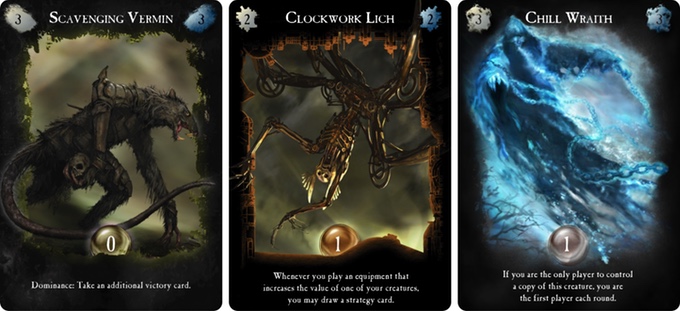 3 Scavenging Vermin 3
0
Dominance: Take an additional victory card.
2 Clockwork Lich 2
1
Whenever you play an equipment that
increases the value of one of your creatures,
you may draw a strategy card.
3 Chill Wraith 3
1
If you are the only player to control
a copy of this creature, you are
the first player each round.